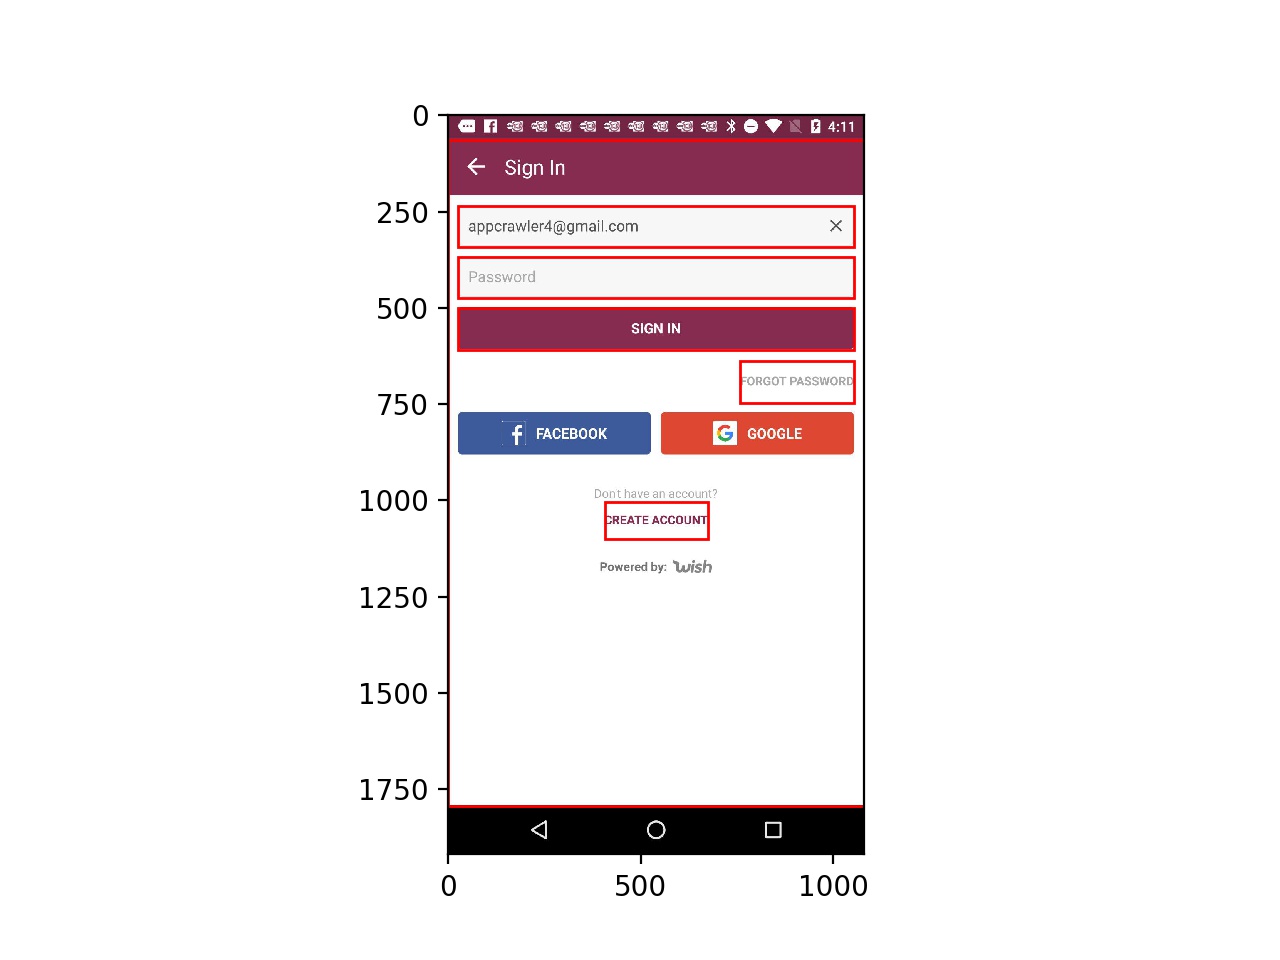 0
4:11
Sign In
250
appcrawler4@gmail.com
Password
500
SIGN IN
FORGOT PASSWORD
750
FACEBOOK
G GOOGLE
Don't have an account?
1000
CREATE ACCOUNT
Powered by: wish
1250
1500
1750
0 500 1000